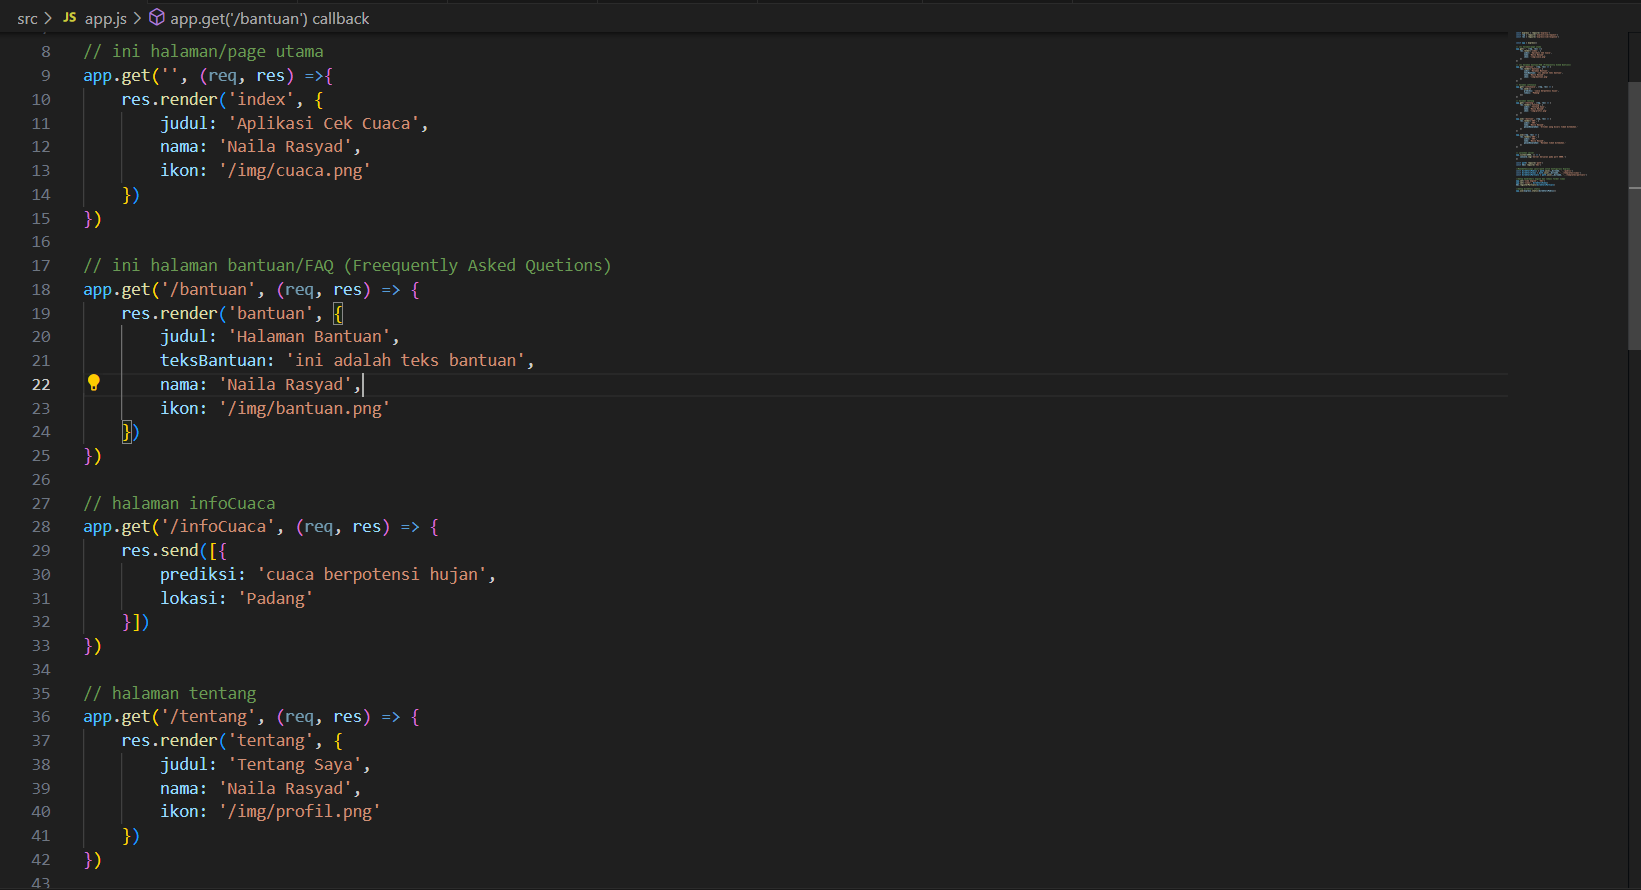 src > JS app.js > app.get('/bantuan') callback
8 // ini halaman/page utama
9 app.get('', (req, res) =>{
10 res.render('index', {
11 judul: 'Aplikasi Cek Cuaca',
12 nama: 'Naila Rasyad',
13 ikon: '/img/cuaca.png'
14 })
15 })
16
17 // ini halaman bantuan/FAQ (Freequently Asked Quetions)
18 app.get('/bantuan', (req, res) => {
19 res.render('bantuan', {
20 judul: 'Halaman Bantuan',
21 teksBantuan: 'ini adalah teks bantuan',
22 nama: 'Naila Rasyad',
23 ikon: '/img/bantuan.png'
24 })
25 })
26
27 // halaman infoCuaca
28 app.get('/infoCuaca', (req, res) => {
29 res.send([{
30 prediksi: 'cuaca berpotensi hujan',
31 lokasi: 'Padang'
32 }])
33 })
34
35 // halaman tentang
36 app.get('/tentang', (req, res) => {
37 res.render('tentang', {
38 judul: 'Tentang Saya',
39 nama: 'Naila Rasyad',
40 ikon: '/img/profil.png'
41 })
42 })
43